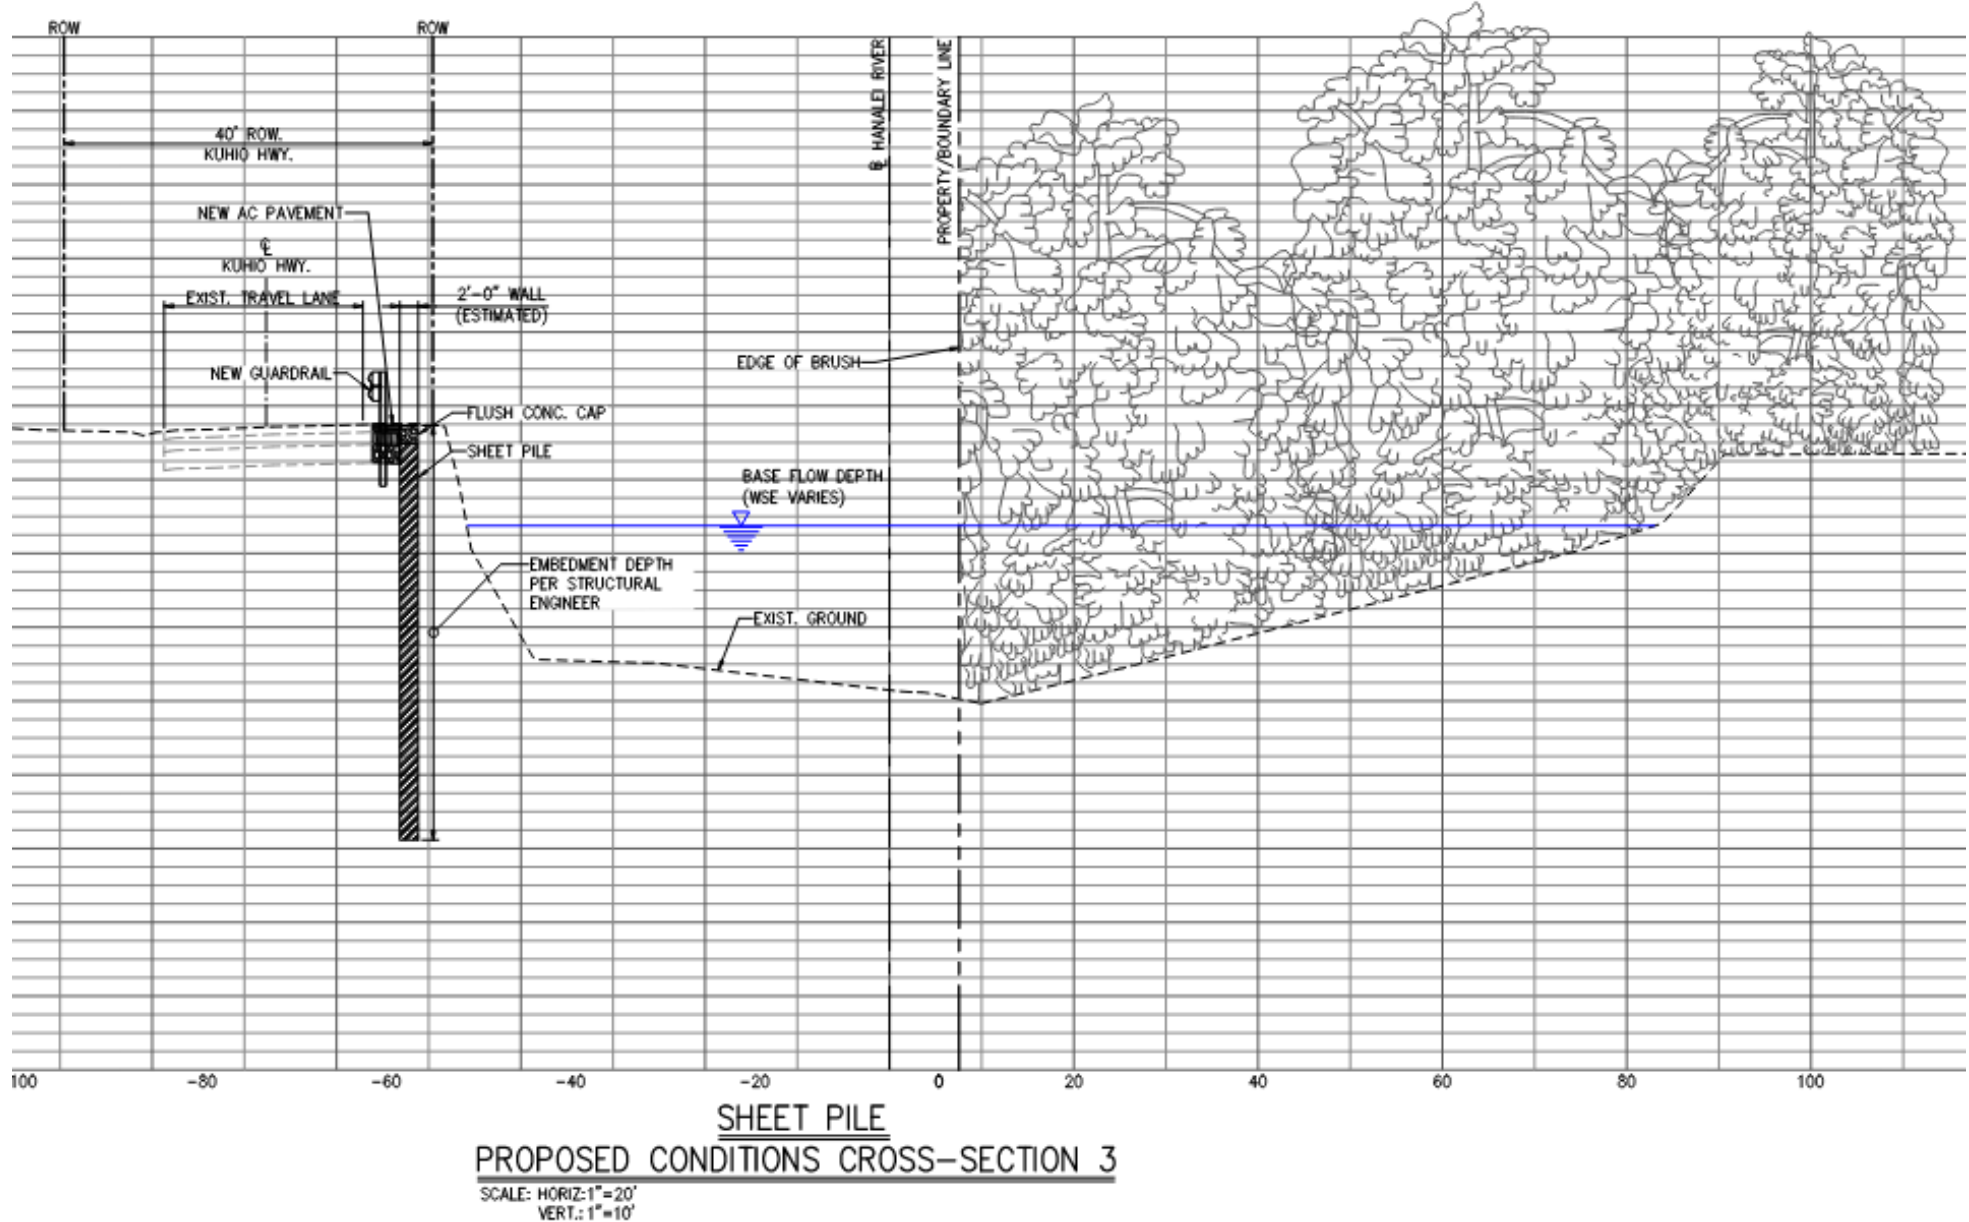 ROW
ROW
℄ HANALEI RIVER
PROPERTY/BOUNDARY LINE
40' ROW.
KUHIO HWY.
NEW AC PAVEMENT
℄
KUHIO HWY.
EXIST. TRAVEL LANE
2'-0" WALL
(ESTIMATED)
NEW GUARDRAIL
EDGE OF BRUSH
FLUSH CONC. CAP
SHEET PILE
BASE FLOW DEPTH
(WSE VARIES)
EMBEDMENT DEPTH
PER STRUCTURAL
ENGINEER
EXIST. GROUND
100 -80 -60 -40 -20 0 20 40 60 80 100
SHEET PILE
PROPOSED CONDITIONS CROSS-SECTION 3
SCALE: HORIZ:1"=20'
VERT.: 1"=10'